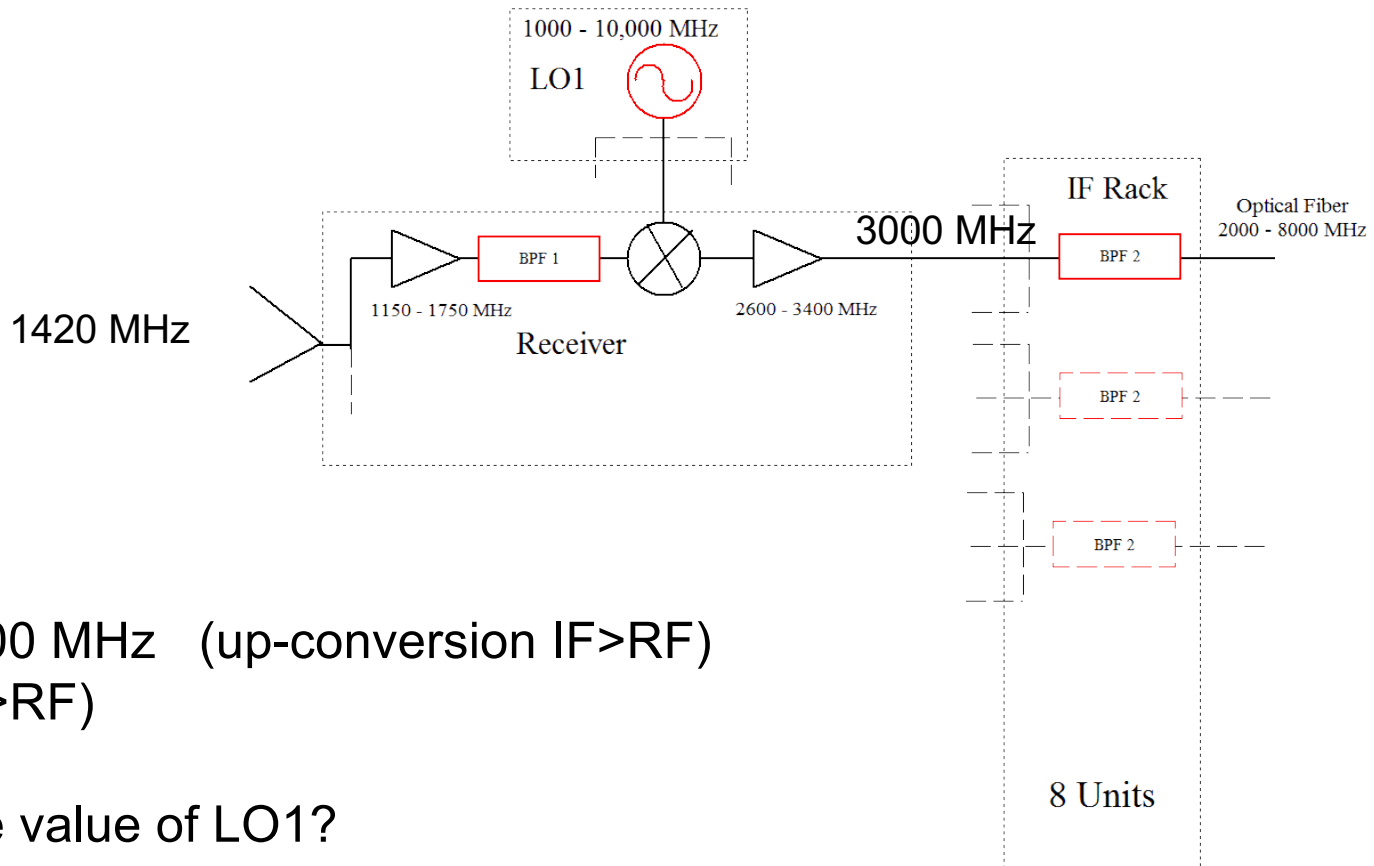 1000 - 10,000 MHz
LO1
IF Rack
Optical Fiber
2000 - 8000 MHz
3000 MHz
BPF 1
BPF 2
1150 - 1750 MHz
2600 - 3400 MHz
1420 MHz
Receiver
BPF 2
BPF 2
00 MHz (up-conversion IF>RF)
>RF)
8 Units
value of LO1?